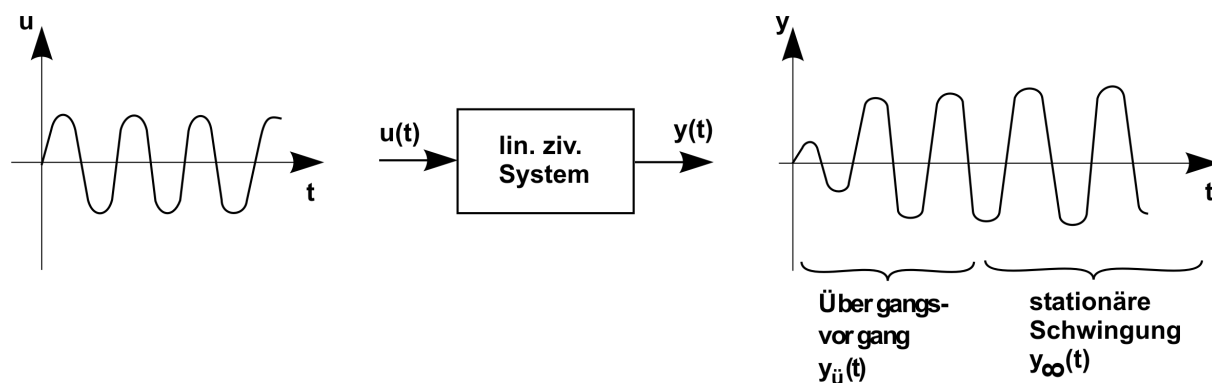 u
t
u(t)
lin. ziv.
System
y(t)
y
t
Über gangs-
vor gang
yü(t)
stationäre
Schwingung
y∞(t)